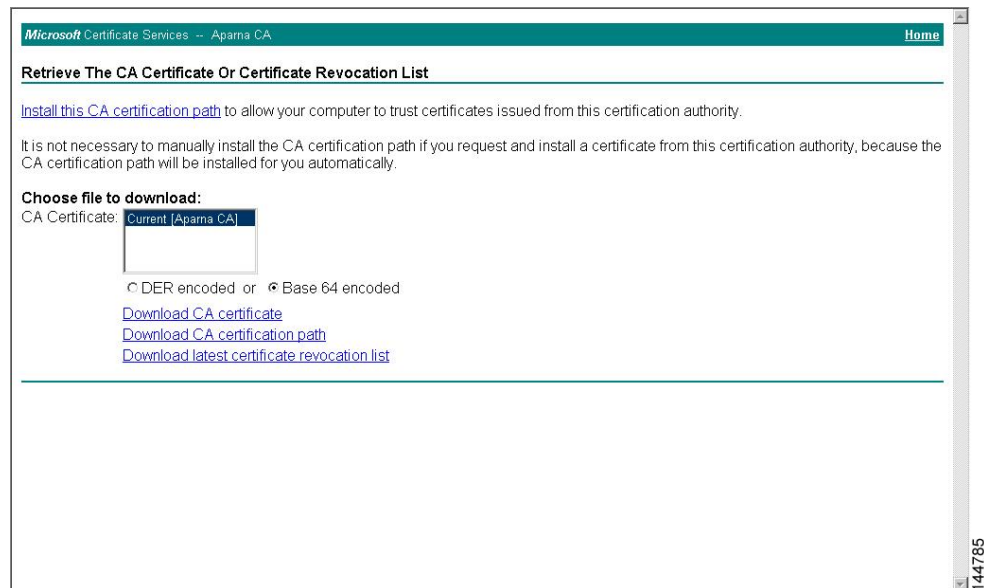 Microsoft Certificate Services -- Aparna CA Home
Retrieve The CA Certificate Or Certificate Revocation List
Install this CA certification path to allow your computer to trust certificates issued from this certification authority.
It is not necessary to manually install the CA certification path if you request and install a certificate from this certification authority, because the
CA certification path will be installed for you automatically.
Choose file to download:
CA Certificate: Current [Aparna CA]
DER encoded or Base 64 encoded
Download CA certificate
Download CA certification path
Download latest certificate revocation list
144785